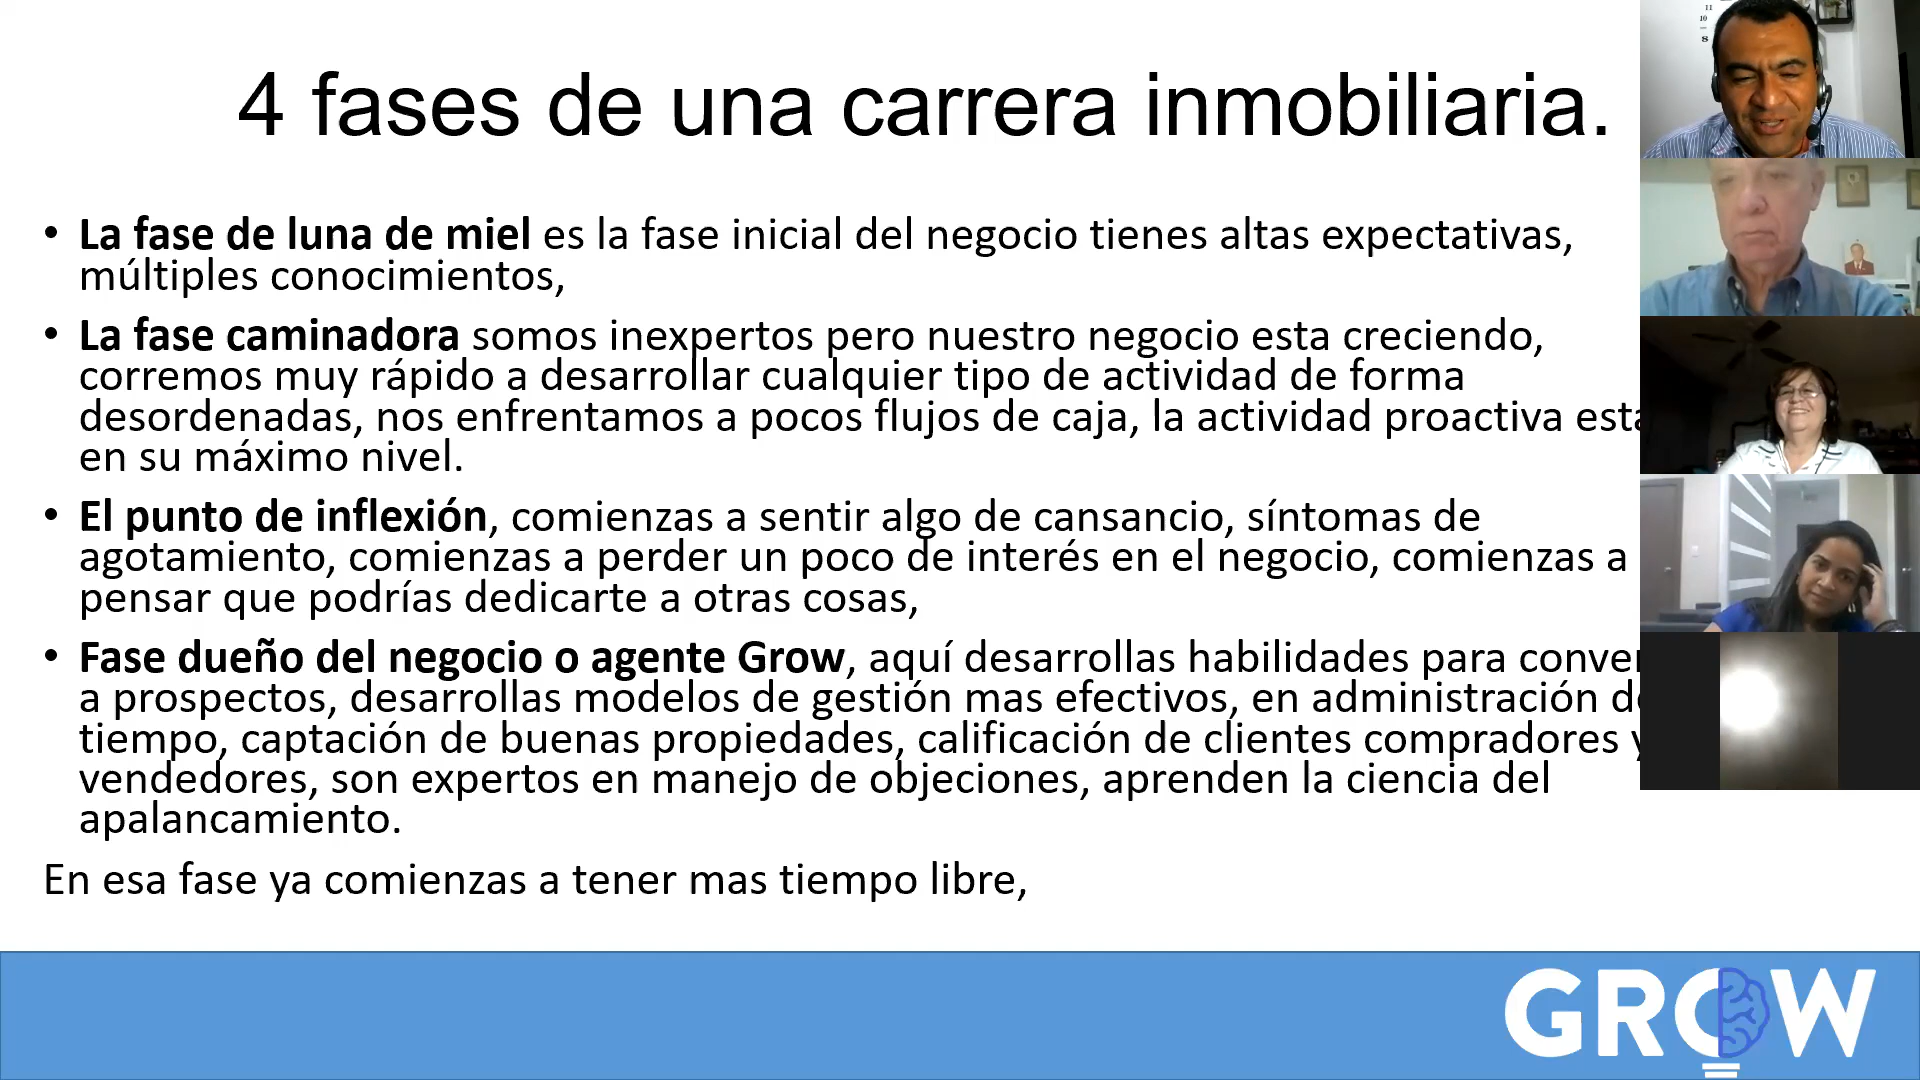 4 fases de una carrera inmobiliaria.
• La fase de luna de miel es la fase inicial del negocio tienes altas expectativas,
múltiples conocimientos,
• La fase caminadora somos inexpertos pero nuestro negocio esta creciendo,
corremos muy rápido a desarrollar cualquier tipo de actividad de forma
desordenadas, nos enfrentamos a pocos flujos de caja, la actividad proactiva está
en su máximo nivel.
• El punto de inflexión, comienzas a sentir algo de cansancio, síntomas de
agotamiento, comienzas a perder un poco de interés en el negocio, comienzas a
pensar que podrías dedicarte a otras cosas,
• Fase dueño del negocio o agente Grow, aquí desarrollas habilidades para
a prospectos, desarrollas modelos de gestión mas efectivos, en administración
tiempo, captación de buenas propiedades, calificación de clientes compradores y
vendedores, son expertos en manejo de objeciones, aprenden la ciencia del
apalancamiento.
En esa fase ya comienzas a tener mas tiempo libre,
11
10
8
GROW